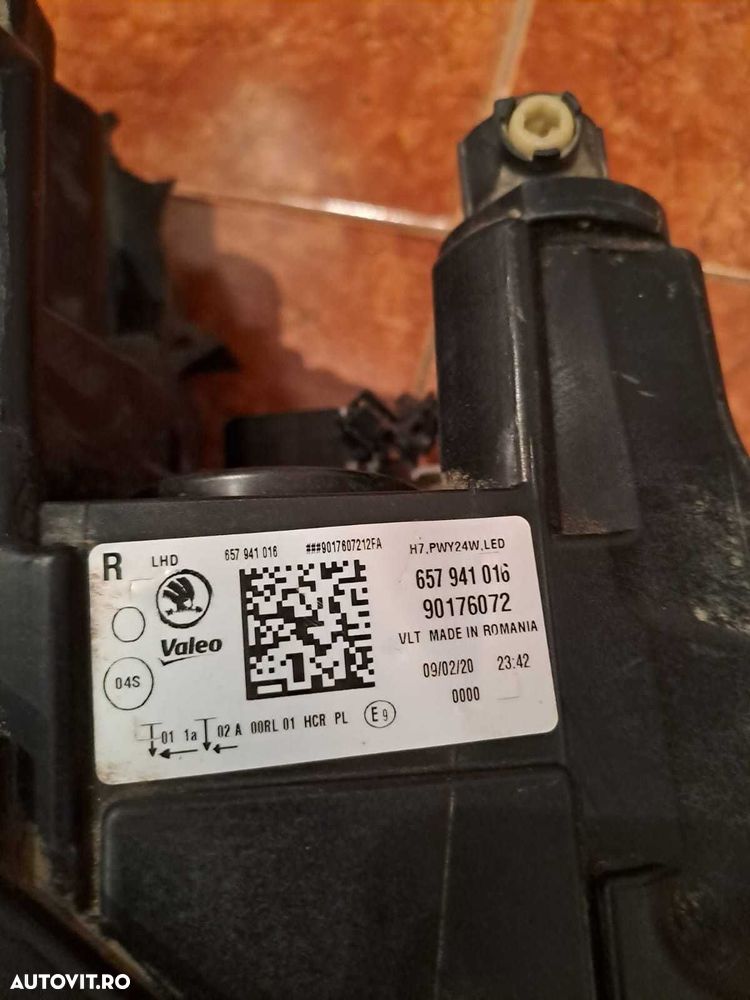 R LHD 657 941 016 ###9017607212FA H7,PWY24W,LED
657 941 016
90176072
Valeo
VLT MADE IN ROMANIA
04S
09/02/20 23:42
0000
01 1a 02 A 00RL 01 HCR PL E9
AUTOVIT.RO